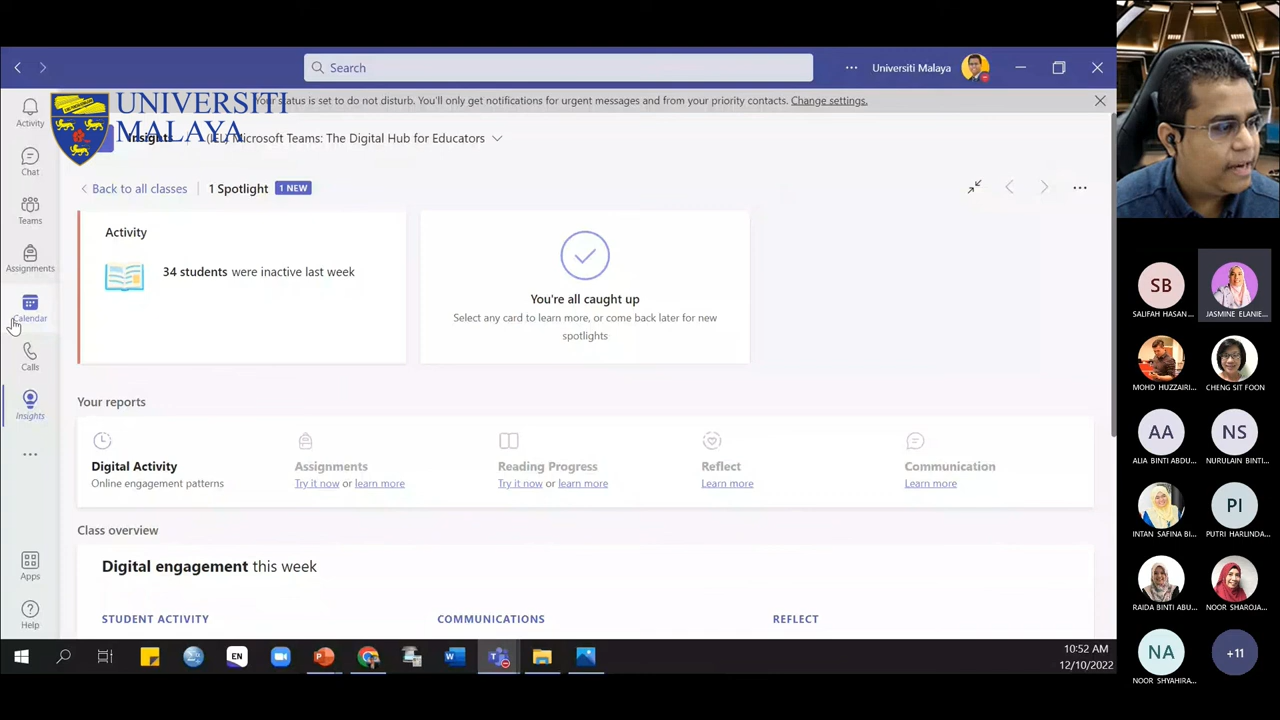 Search
Universiti Malaya
UNIVERSITI
MALAYA
Your status is set to do not disturb. You'll only get notifications for urgent messages and from your priority contacts. Change settings.
Insights
(IEL) Microsoft Teams: The Digital Hub for Educators
Activity
Chat
Teams
Assignments
Calendar
Calls
Insights
Apps
Help
Back to all classes
1 Spotlight
1 NEW
Activity
34 students were inactive last week
You're all caught up
Select any card to learn more, or come back later for new
spotlights
Your reports
Digital Activity
Online engagement patterns
Assignments
Try it now or learn more
Reading Progress
Try it now or learn more
Reflect
Learn more
Communication
Learn more
Class overview
Digital engagement this week
STUDENT ACTIVITY
COMMUNICATIONS
REFLECT
EN
10:52 AM
12/10/2022
SB
SALIFAH HASAN ...
JASMINE ELANIE...
MOHD HUZZAIRI...
CHENG SIT FOON
AA
ALIA BINTI ABDU...
NS
NURULAIN BINTI...
INTAN SAFINA BI...
PI
PUTRI HARLINDA...
RAIDA BINTI ABU...
NOOR SHAROJA...
NA
NOOR SHYAHIRA...
+11